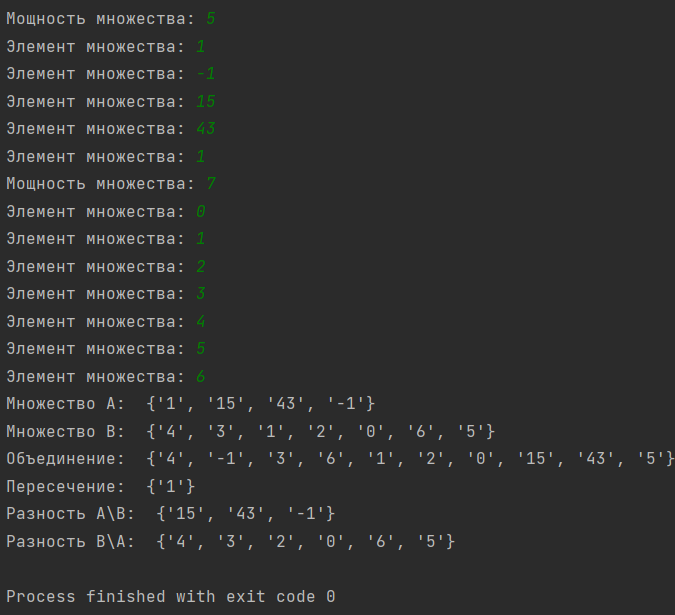 Мощность множества: 5
Элемент множества: 1
Элемент множества: -1
Элемент множества: 15
Элемент множества: 43
Элемент множества: 1
Мощность множества: 7
Элемент множества: 0
Элемент множества: 1
Элемент множества: 2
Элемент множества: 3
Элемент множества: 4
Элемент множества: 5
Элемент множества: 6
Множество A:  {'1', '15', '43', '-1'}
Множество B:  {'4', '3', '1', '2', '0', '6', '5'}
Объединение:  {'4', '-1', '3', '6', '1', '2', '0', '15', '43', '5'}
Пересечение:  {'1'}
Разность A\B:  {'15', '43', '-1'}
Разность B\A:  {'4', '3', '2', '0', '6', '5'}
Process finished with exit code 0